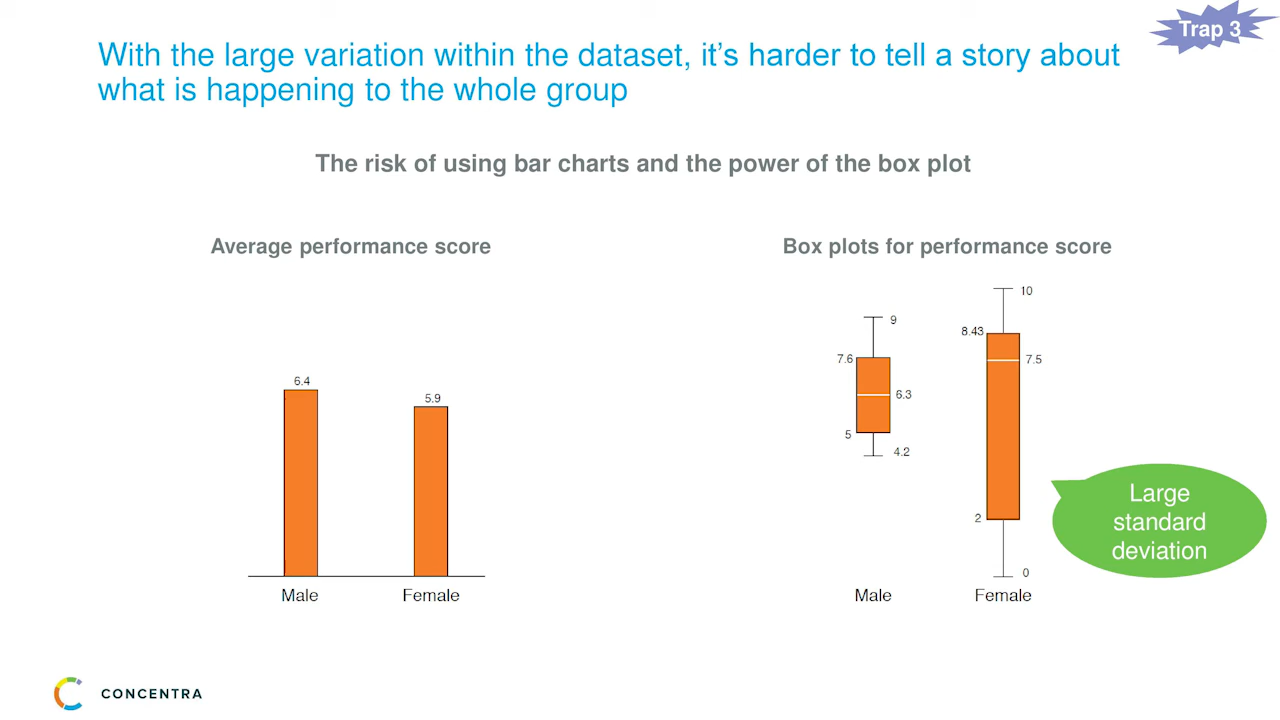 Trap 3
With the large variation within the dataset, it’s harder to tell a story about
what is happening to the whole group
The risk of using bar charts and the power of the box plot
Average performance score
6.4
5.9
Male
Female
Box plots for performance score
9
7.6
6.3
5
4.2
10
8.43
7.5
2
0
Male
Female
Large
standard
deviation
CONCENTRA